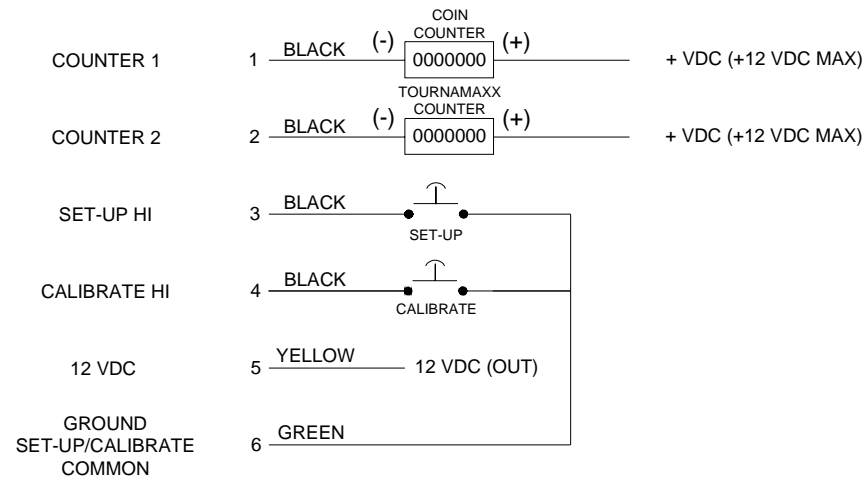 COIN
COUNTER
COUNTER 1 1 BLACK (-) 0000000 (+) + VDC (+12 VDC MAX)
TOURNAMAXX
COUNTER
COUNTER 2 2 BLACK (-) 0000000 (+) + VDC (+12 VDC MAX)
SET-UP HI 3 BLACK
SET-UP
CALIBRATE HI 4 BLACK
CALIBRATE
12 VDC 5 YELLOW 12 VDC (OUT)
GROUND
SET-UP/CALIBRATE 6 GREEN
COMMON